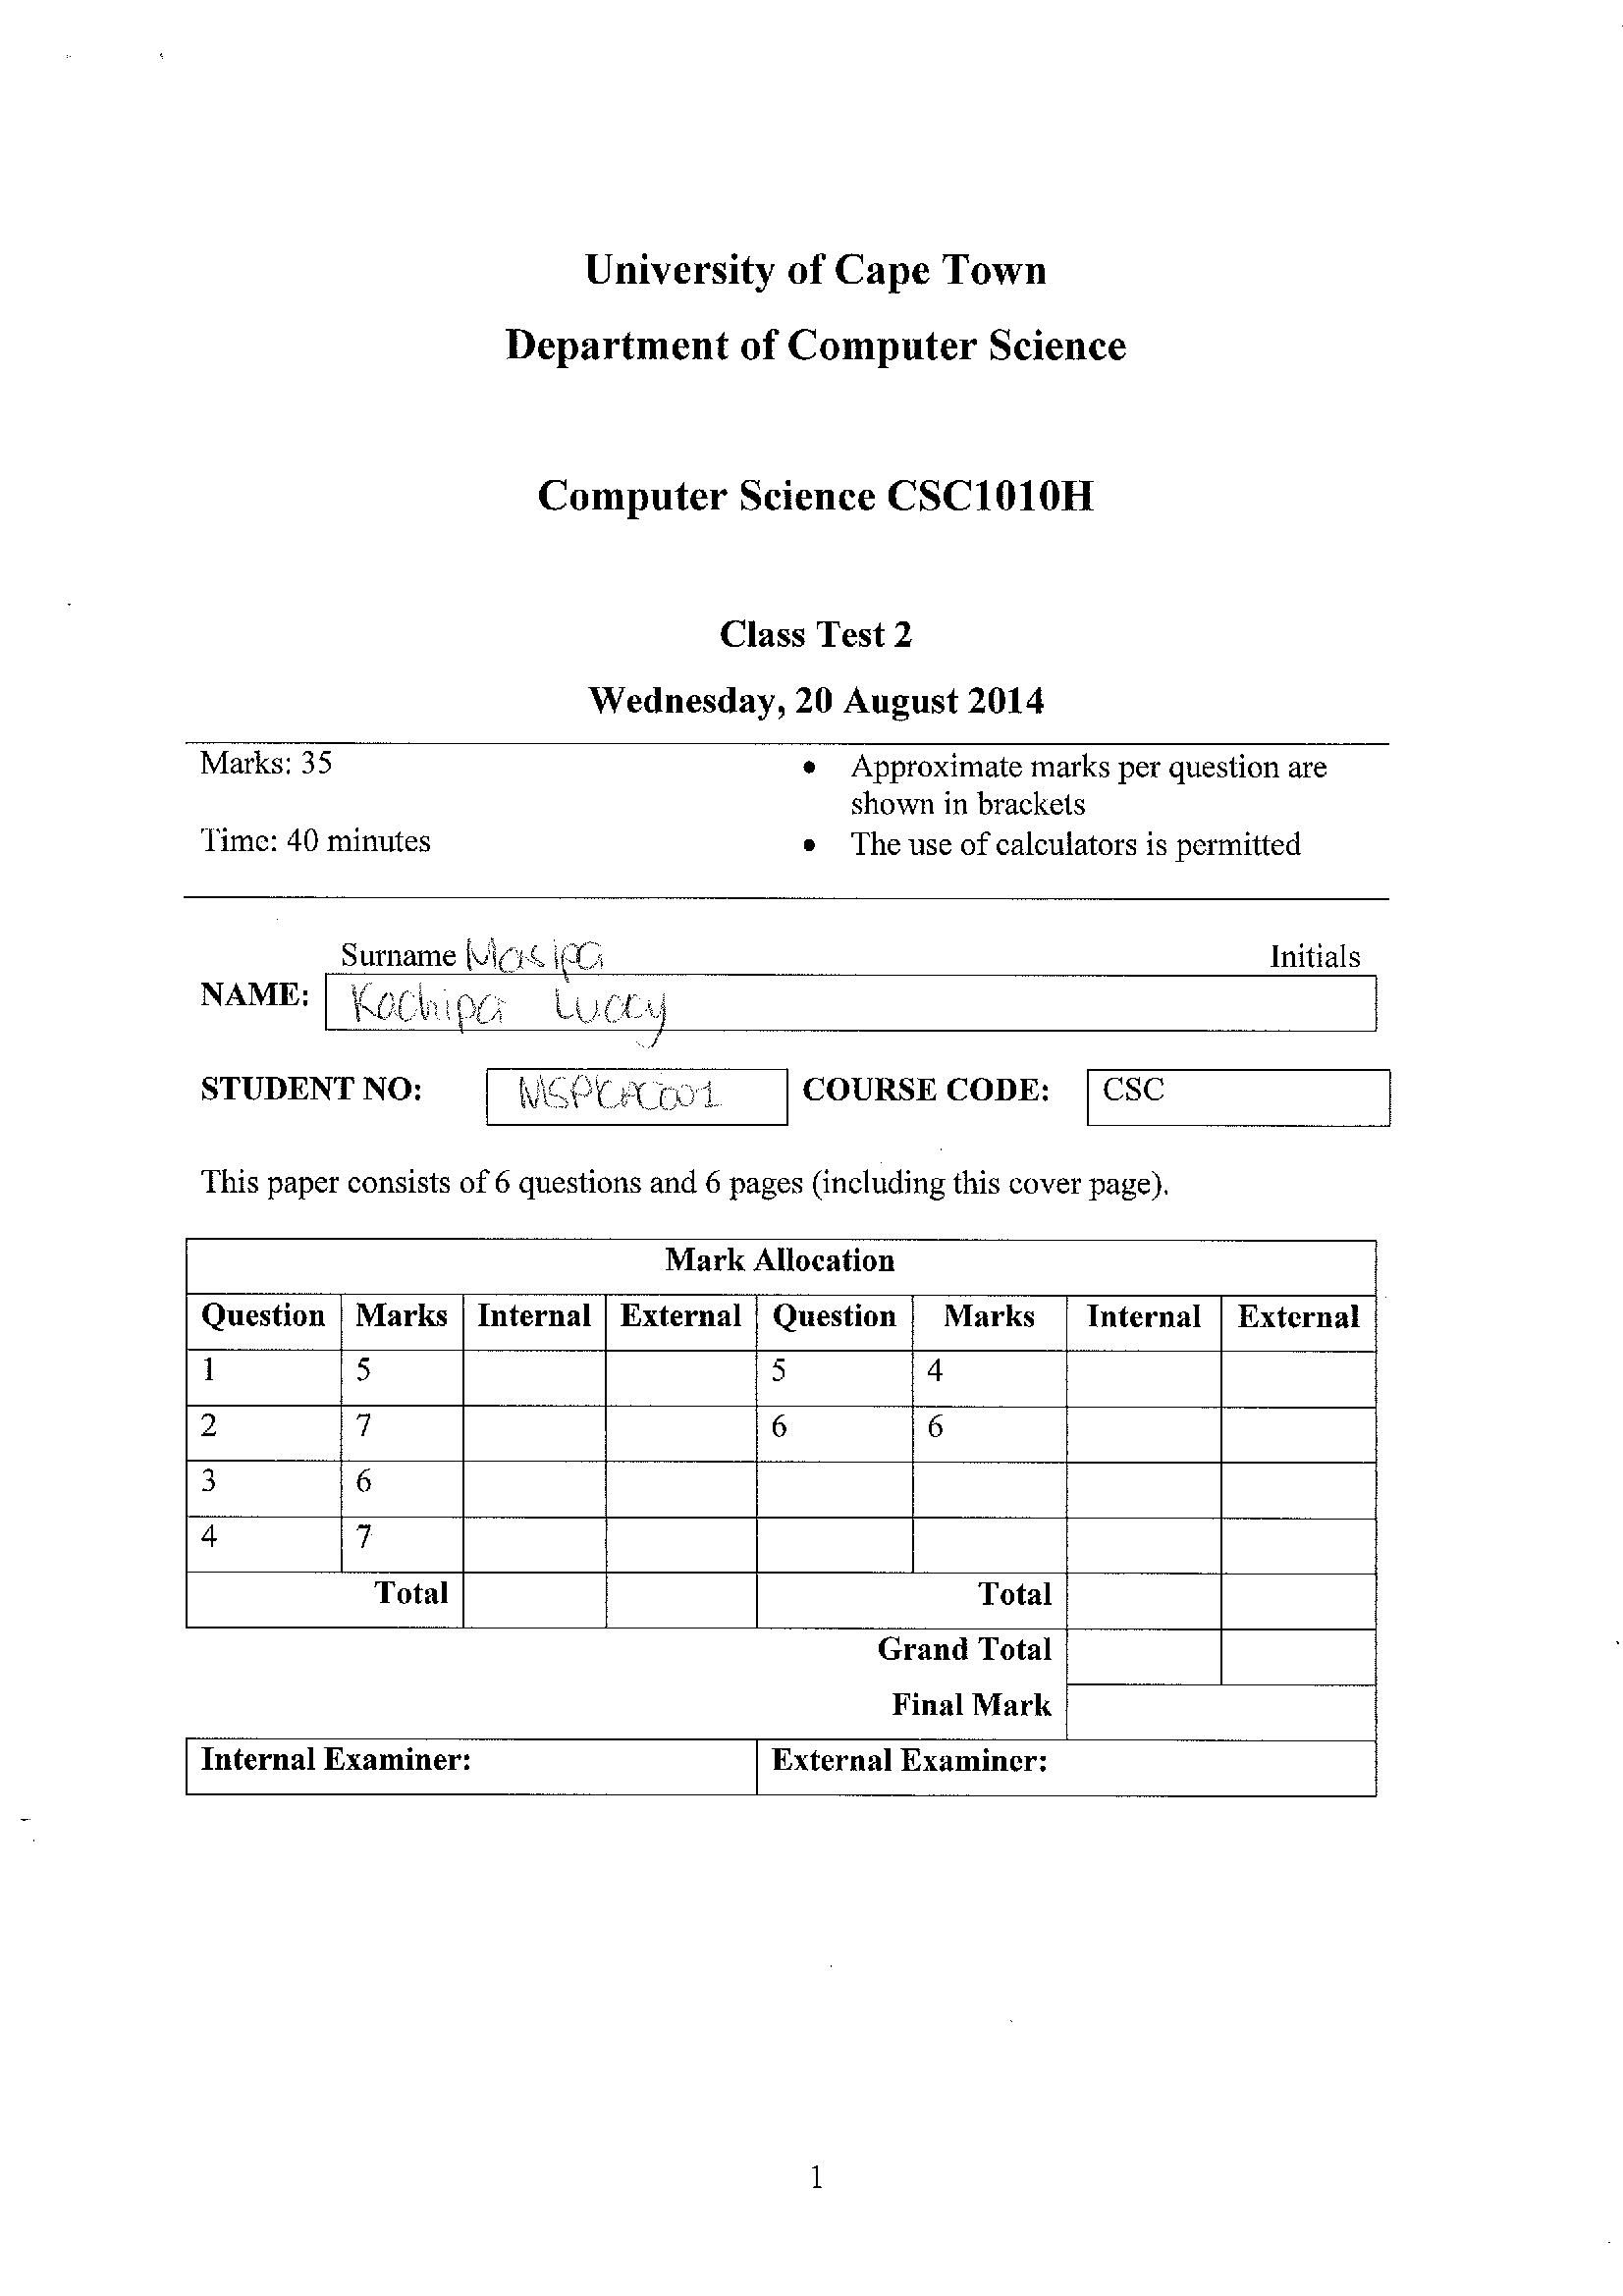 University of Cape Town
Department of Computer Science
Computer Science CSC1010H
Class Test 2
Wednesday, 20 August 2014
Marks: 35
• Approximate marks per question are
shown in brackets
Time: 40 minutes
• The use of calculators is permitted
Surname Masipa Initials
NAME: Kachipa Luccy
STUDENT NO: MSPKAC001 COURSE CODE: CSC
This paper consists of 6 questions and 6 pages (including this cover page).
Mark Allocation
Question Marks Internal External Question Marks Internal External
1 5 5 4
2 7 6 6
3 6
4 7
Total Total
Grand Total
Final Mark
Internal Examiner: External Examiner:
1